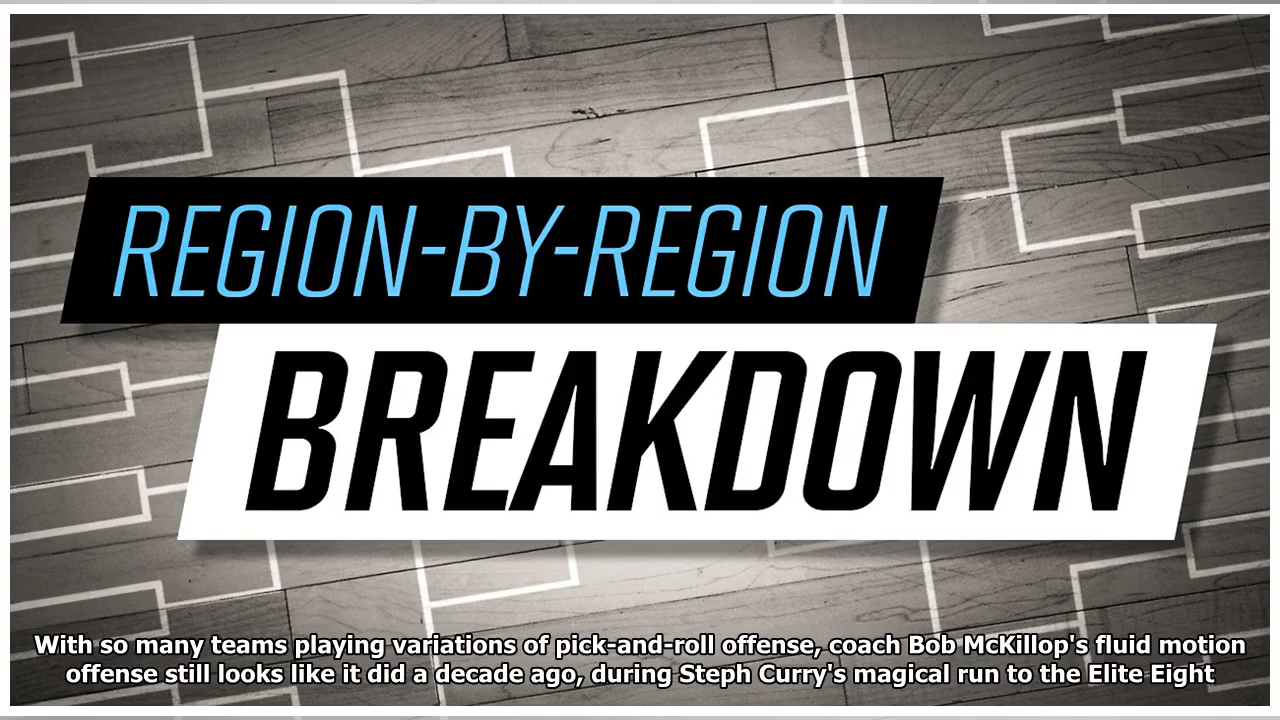 REGION-BY-REGION
BREAKDOWN
With so many teams playing variations of pick-and-roll offense, coach Bob McKillop's fluid motion
offense still looks like it did a decade ago, during Steph Curry's magical run to the Elite Eight